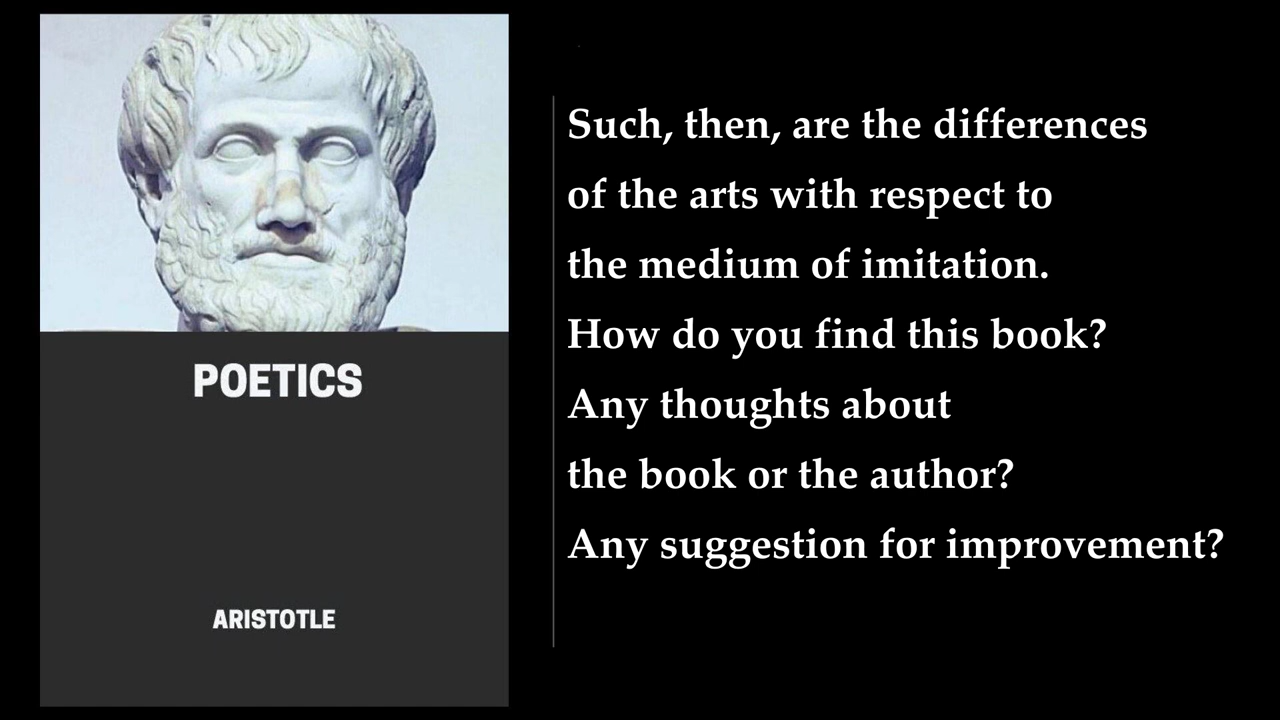 POETICS
ARISTOTLE
Such, then, are the differences
of the arts with respect to
the medium of imitation.
How do you find this book?
Any thoughts about
the book or the author?
Any suggestion for improvement?